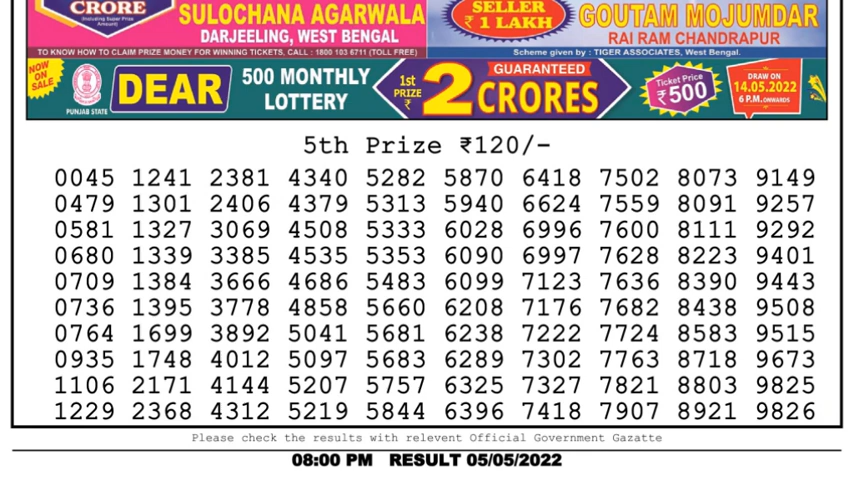 CRORE
(Including Super Prize Amount)
SULOCHANA AGARWALA
DARJEELING, WEST BENGAL
TO KNOW HOW TO CLAIM PRIZE MONEY FOR WINNING TICKETS, CALL : 1800 103 6711 (TOLL FREE)
SELLER
₹ 1 LAKH
GOUTAM MOJUMDAR
RAI RAM CHANDRAPUR
Scheme given by : TIGER ASSOCIATES, West Bengal.
NOW ON SALE
PUNJAB STATE
DEAR
500 MONTHLY
LOTTERY
1st
PRIZE
₹
2
GUARANTEED
CRORES
Ticket Price
₹500
DRAW ON
14.05.2022
6 P.M. ONWARDS
5th Prize ₹120/-
0045 1241 2381 4340 5282 5870 6418 7502 8073 9149
0479 1301 2406 4379 5313 5940 6624 7559 8091 9257
0581 1327 3069 4508 5333 6028 6996 7600 8111 9292
0680 1339 3385 4535 5353 6090 6997 7628 8223 9401
0709 1384 3666 4686 5483 6099 7123 7636 8390 9443
0736 1395 3778 4858 5660 6208 7176 7682 8438 9508
0764 1699 3892 5041 5681 6238 7222 7724 8583 9515
0935 1748 4012 5097 5683 6289 7302 7763 8718 9673
1106 2171 4144 5207 5757 6325 7327 7821 8803 9825
1229 2368 4312 5219 5844 6396 7418 7907 8921 9826
Please check the results with relevent Official Government Gazatte
08:00 PM RESULT 05/05/2022